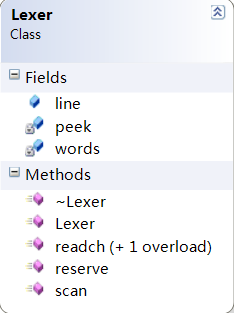 Lexer
Class
Fields
line
peek
words
Methods
~Lexer
Lexer
readch (+ 1 overload)
reserve
scan